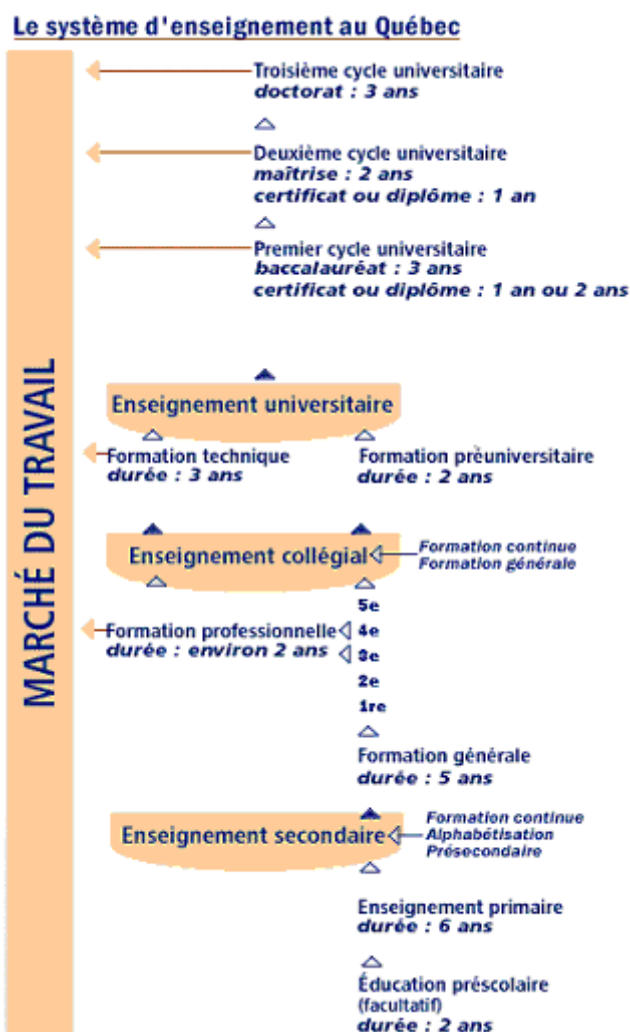 Le système d'enseignement au Québec
MARCHÉ DU TRAVAIL
Troisième cycle universitaire
doctorat : 3 ans
Deuxième cycle universitaire
maîtrise : 2 ans
certificat ou diplôme : 1 an
Premier cycle universitaire
baccalauréat : 3 ans
certificat ou diplôme : 1 an ou 2 ans
Enseignement universitaire
Formation technique
durée : 3 ans
Formation préuniversitaire
durée : 2 ans
Enseignement collégial
Formation continue
Formation générale
5e
4e
3e
2e
1re
Formation professionnelle
durée : environ 2 ans
Formation générale
durée : 5 ans
Enseignement secondaire
Formation continue
Alphabétisation
Présecondaire
Enseignement primaire
durée : 6 ans
Éducation préscolaire
(facultatif)
durée : 2 ans